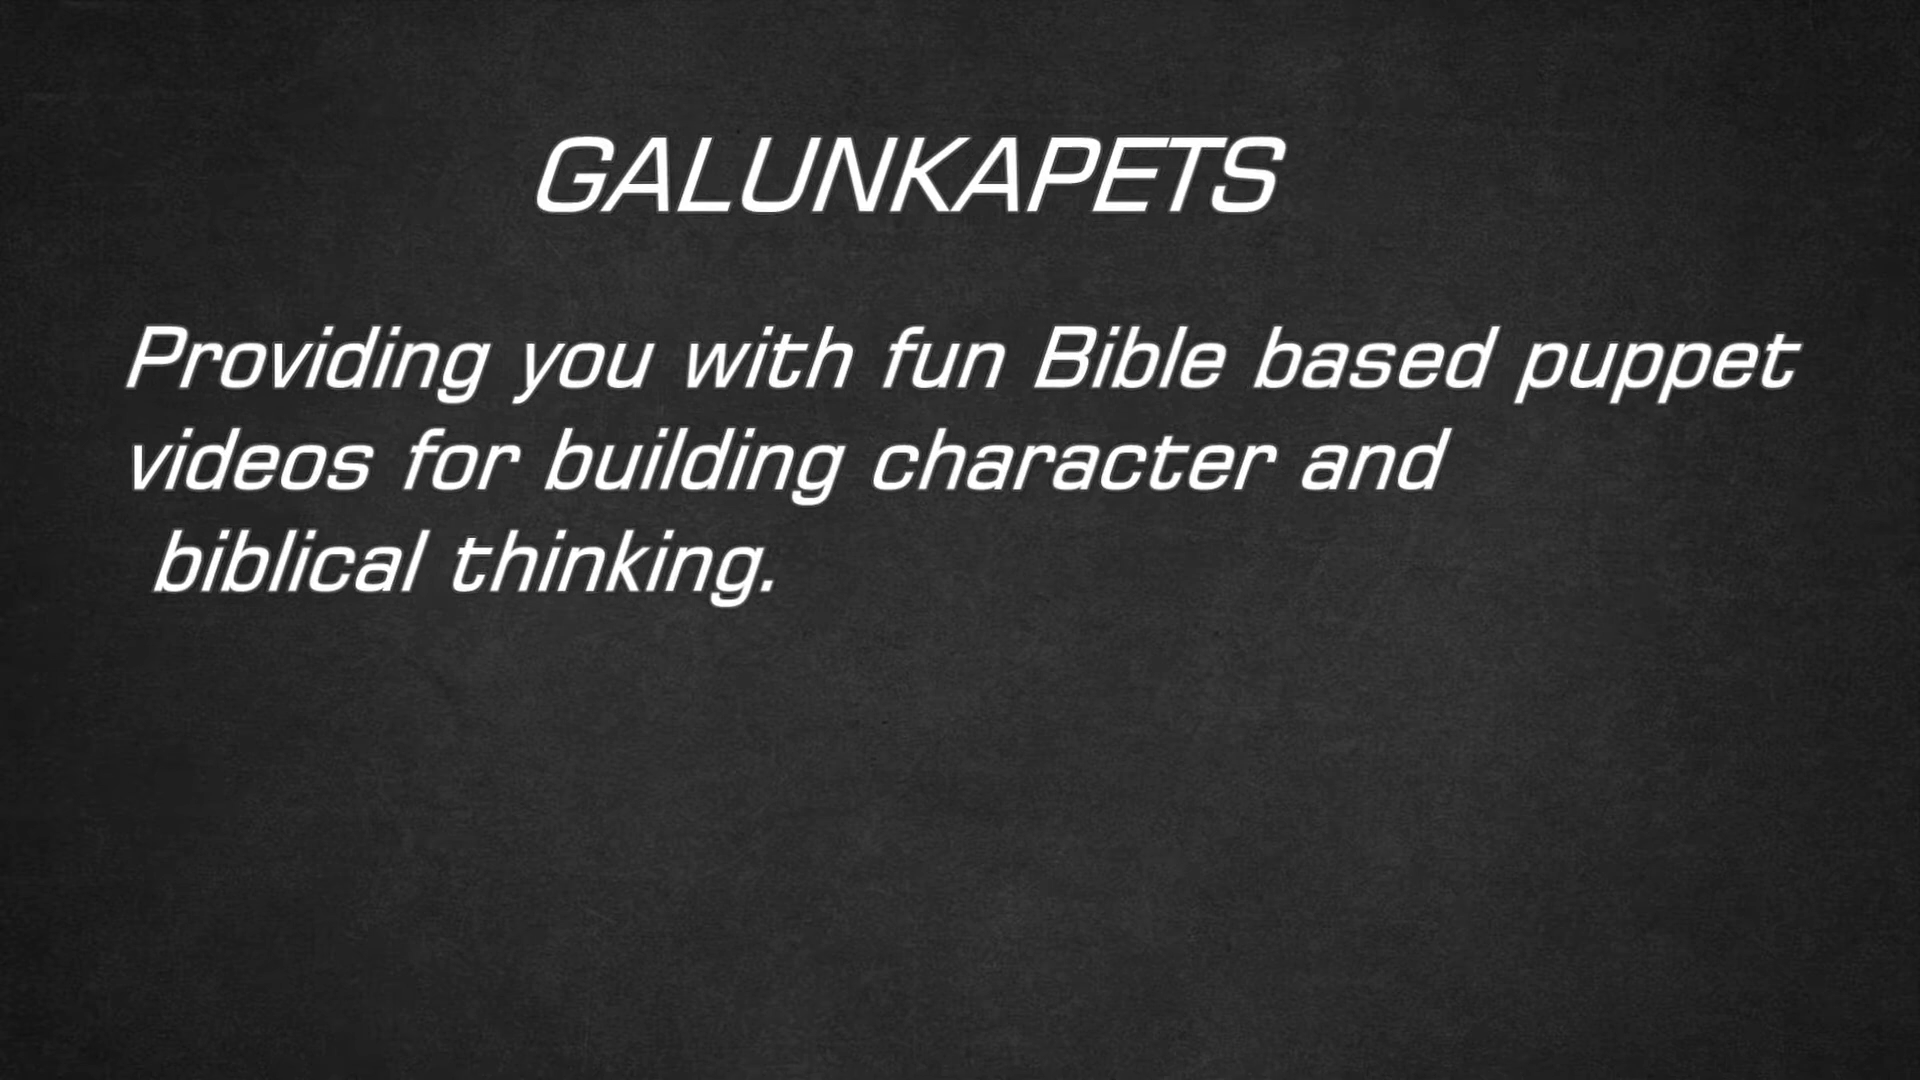 GALUNKAPETS
Providing you with fun Bible based puppet
videos for building character and
biblical thinking.